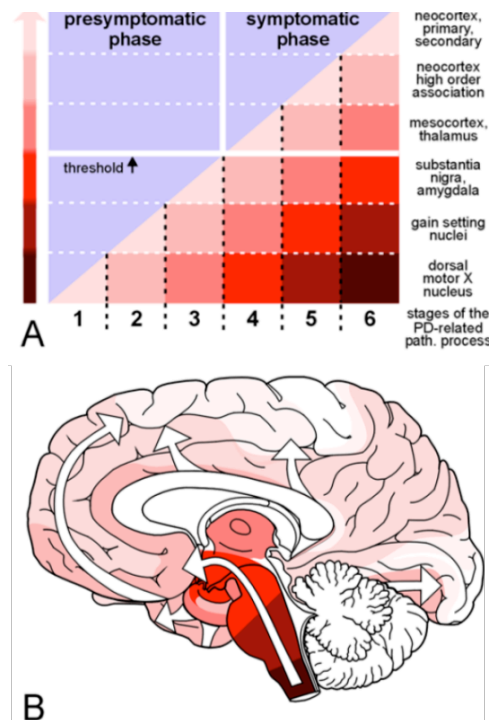 presymptomatic
phase
symptomatic
phase
neocortex,
primary,
secondary
neocortex
high order
association
mesocortex,
thalamus
threshold
substantia
nigra,
amygdala
gain setting
nuclei
dorsal
motor X
nucleus
1 2 3 4 5 6
stages of the
PD-related
path. process
A
B